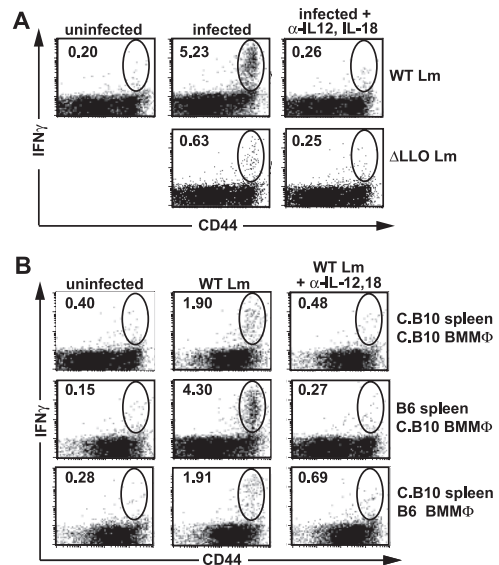 A
uninfected
infected
infected +
α-IL12, IL-18
0.20
5.23
0.26
WT Lm
0.63
0.25
ΔLLO Lm
IFNγ
CD44
B
uninfected
WT Lm
WT Lm
+ α-IL-12,18
0.40
1.90
0.48
C.B10 spleen
C.B10 BMMΦ
0.15
4.30
0.27
B6 spleen
C.B10 BMMΦ
0.28
1.91
0.69
C.B10 spleen
B6 BMMΦ
IFNγ
CD44